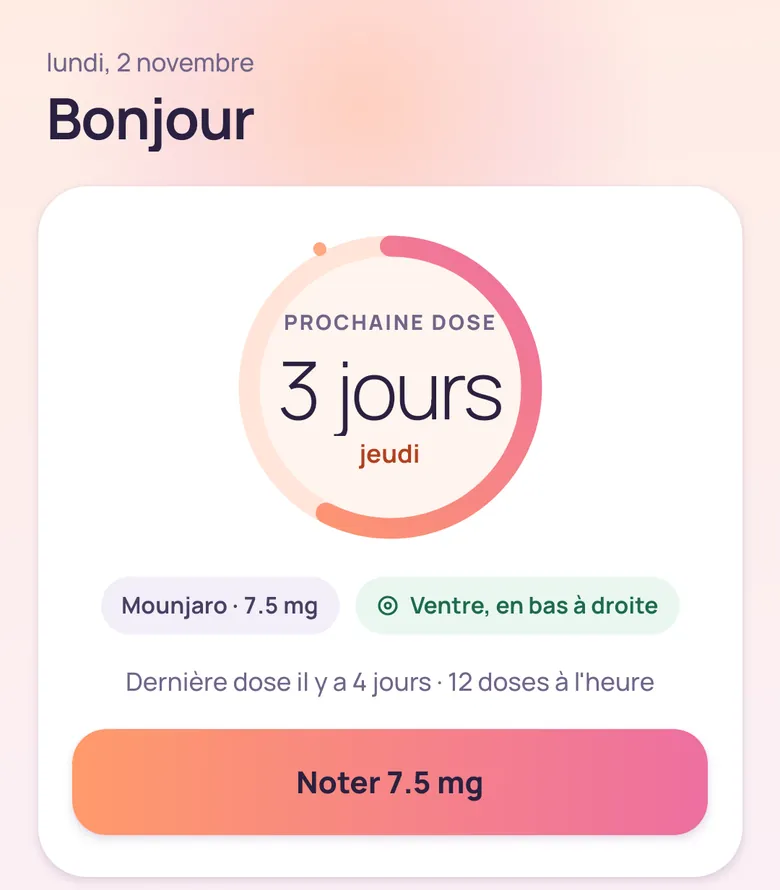 lundi, 2 novembre
Bonjour
PROCHAINE DOSE
3 jours
jeudi
Mounjaro · 7.5 mg
Ventre, en bas à droite
Dernière dose il y a 4 jours · 12 doses à l'heure
Noter 7.5 mg